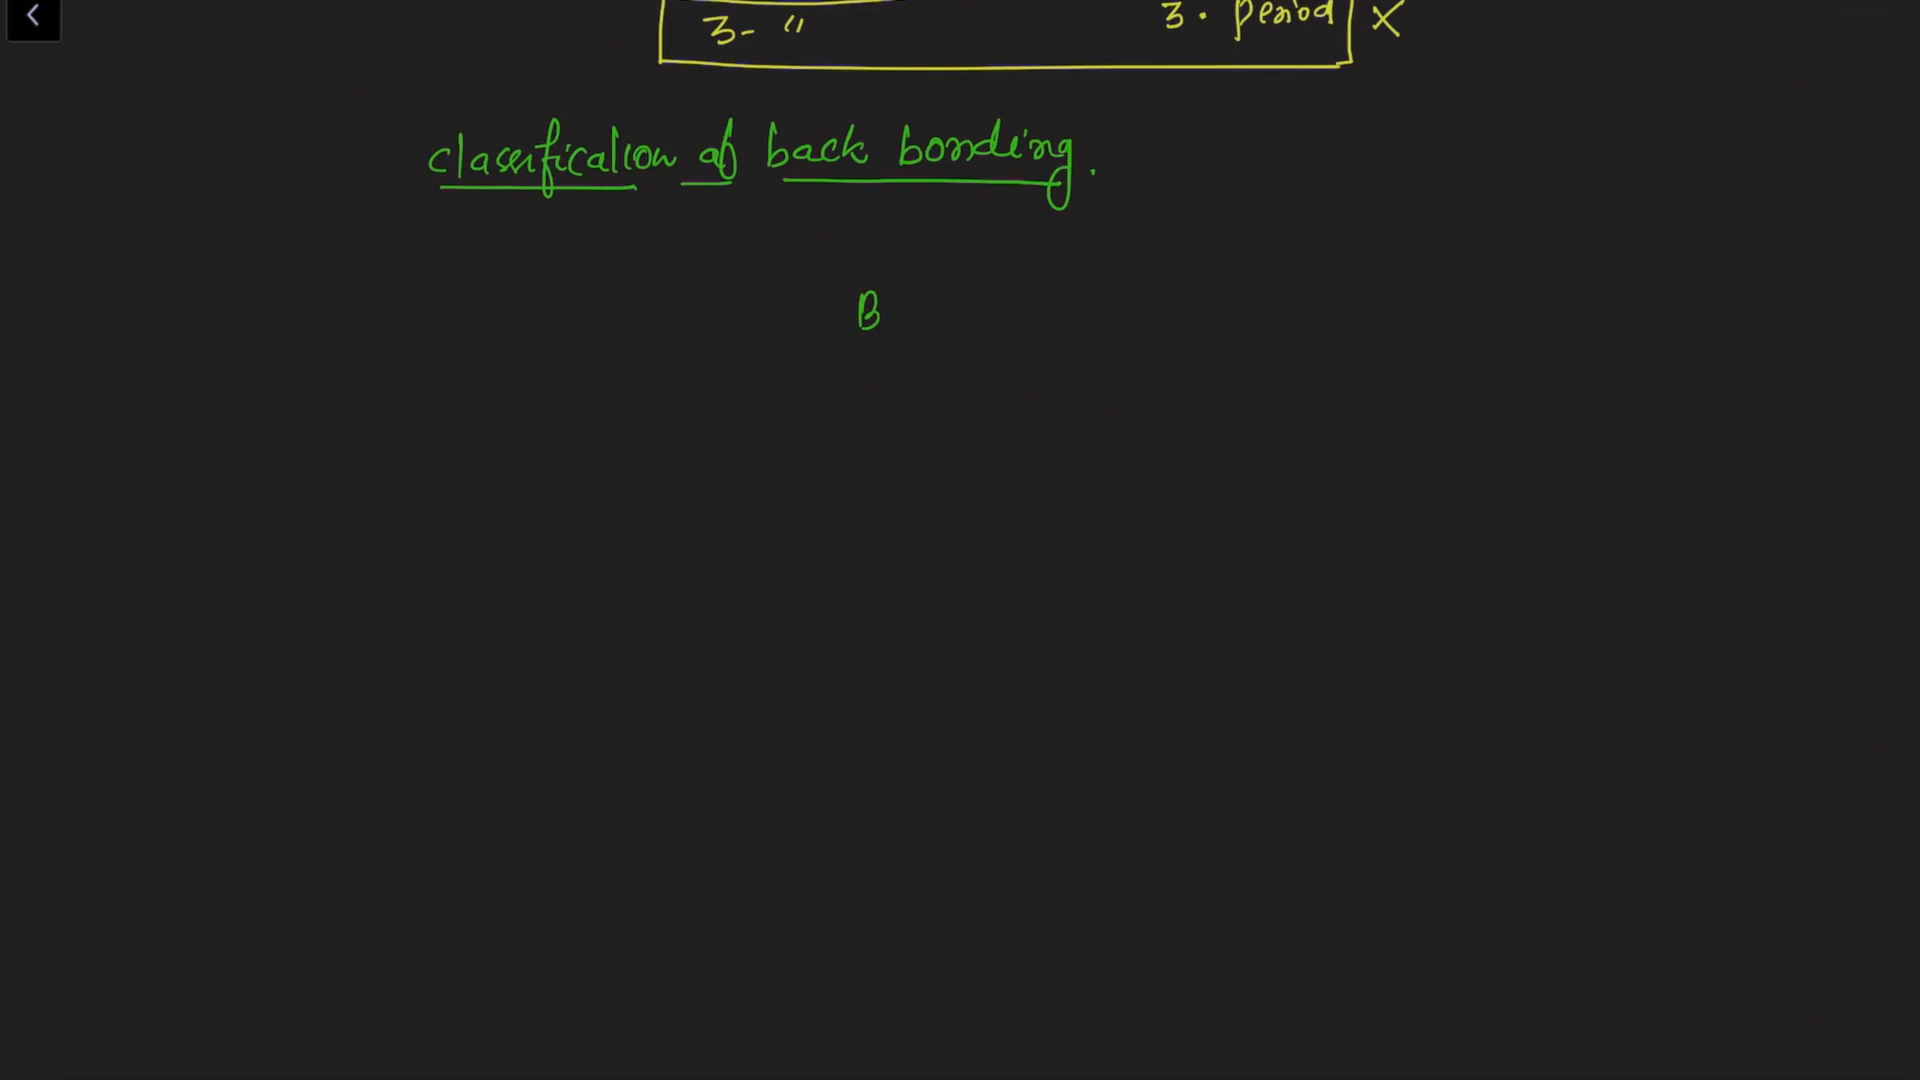 3- "  3. period X
classification of back bonding.
B